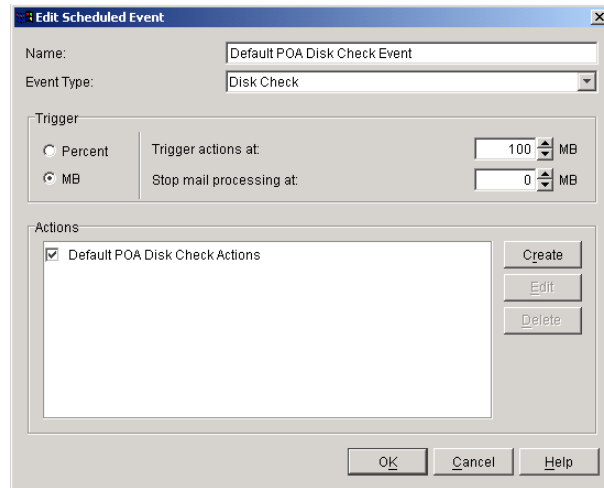 Edit Scheduled Event
Name: Default POA Disk Check Event
Event Type: Disk Check
Trigger
Percent
MB
Trigger actions at: 100 MB
Stop mail processing at: 0 MB
Actions
Default POA Disk Check Actions
Create
Edit
Delete
OK Cancel Help